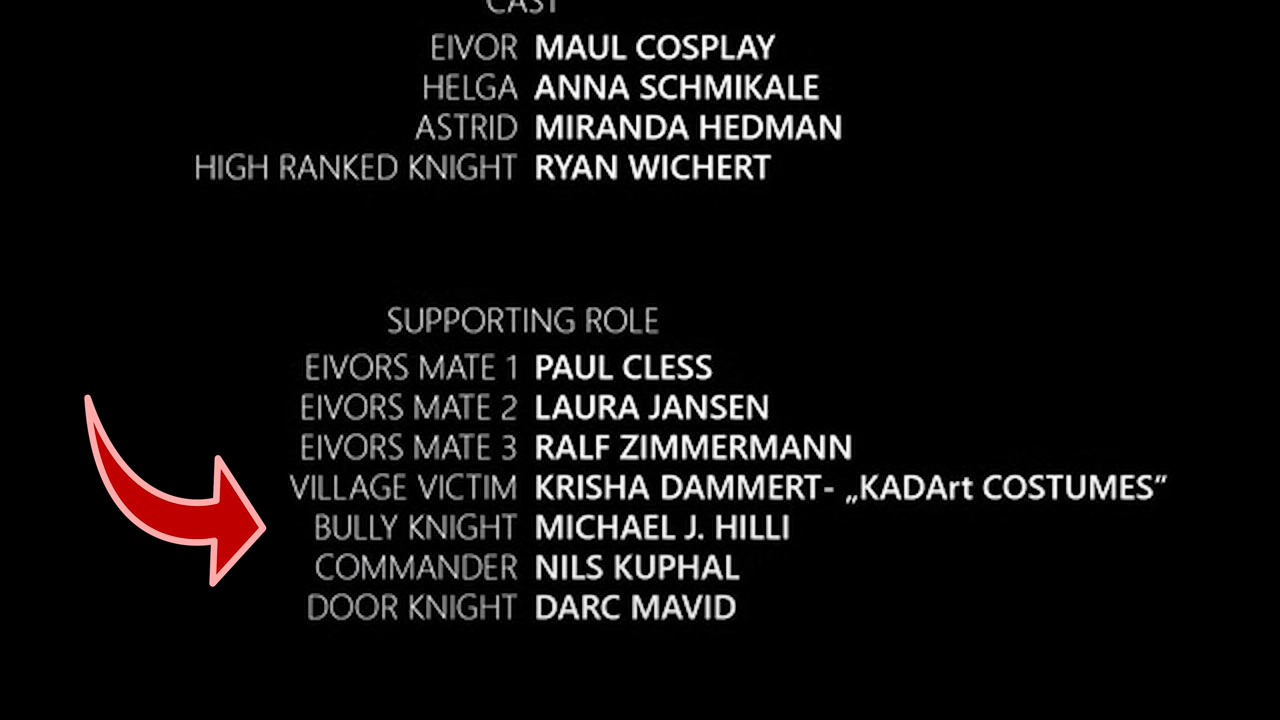 CAST
EIVOR MAUL COSPLAY
HELGA ANNA SCHMIKALE
ASTRID MIRANDA HEDMAN
HIGH RANKED KNIGHT RYAN WICHERT
SUPPORTING ROLE
EIVORS MATE 1 PAUL CLESS
EIVORS MATE 2 LAURA JANSEN
EIVORS MATE 3 RALF ZIMMERMANN
VILLAGE VICTIM KRISHA DAMMERT- „KADArt COSTUMES”
BULLY KNIGHT MICHAEL J. HILLI
COMMANDER NILS KUPHAL
DOOR KNIGHT DARC MAVID